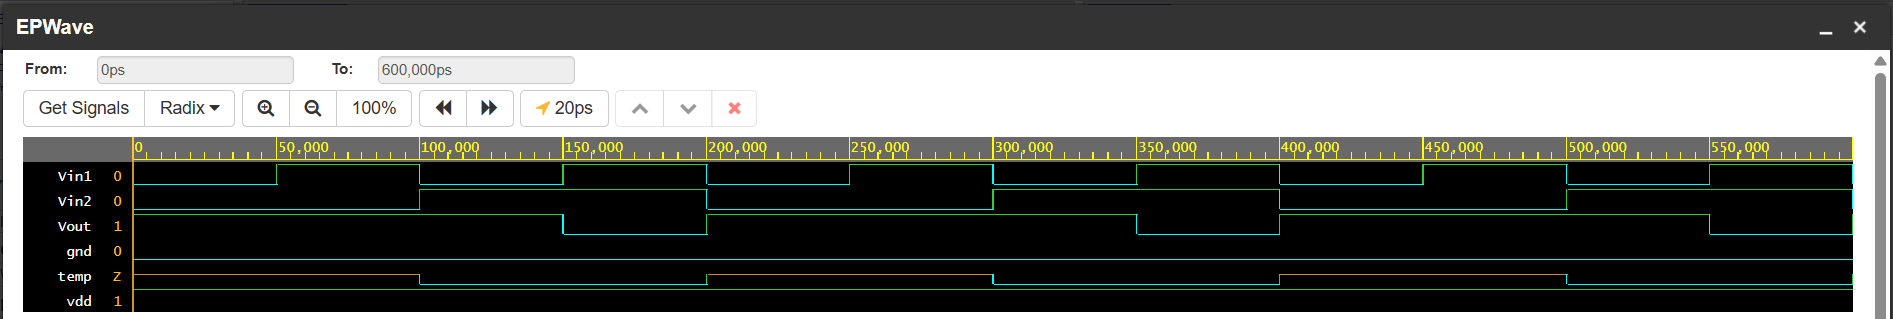 EPWave
From: 0ps To: 600,000ps
Get Signals Radix 100% 20ps
0 50,000 100,000 150,000 200,000 250,000 300,000 350,000 400,000 450,000 500,000 550,000
Vin1 0
Vin2 0
Vout 1
gnd 0
temp Z
vdd 1